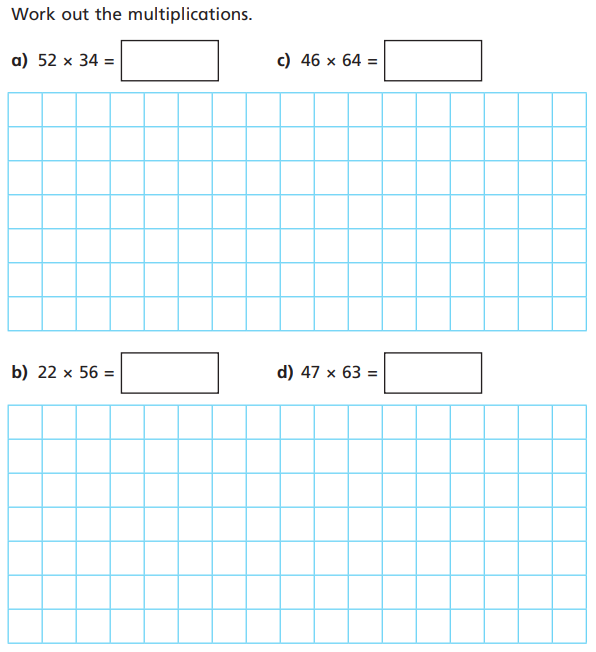 Work out the multiplications.
a) 52 × 34 =
c) 46 × 64 =
b) 22 × 56 =
d) 47 × 63 =